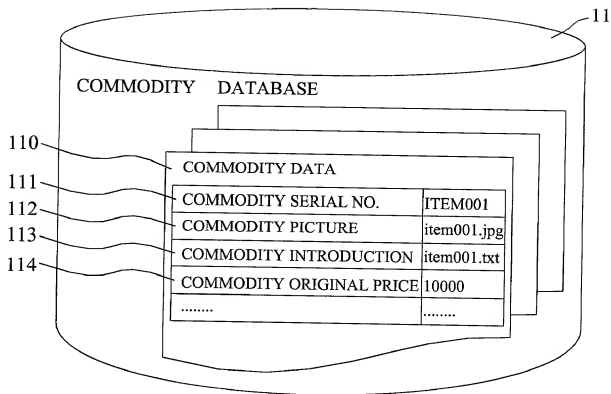 11
COMMODITY DATABASE
110
COMMODITY DATA
111
COMMODITY SERIAL NO. ITEM001
112
COMMODITY PICTURE item001.jpg
113
COMMODITY INTRODUCTION item001.txt
114
COMMODITY ORIGINAL PRICE 10000
........ ........